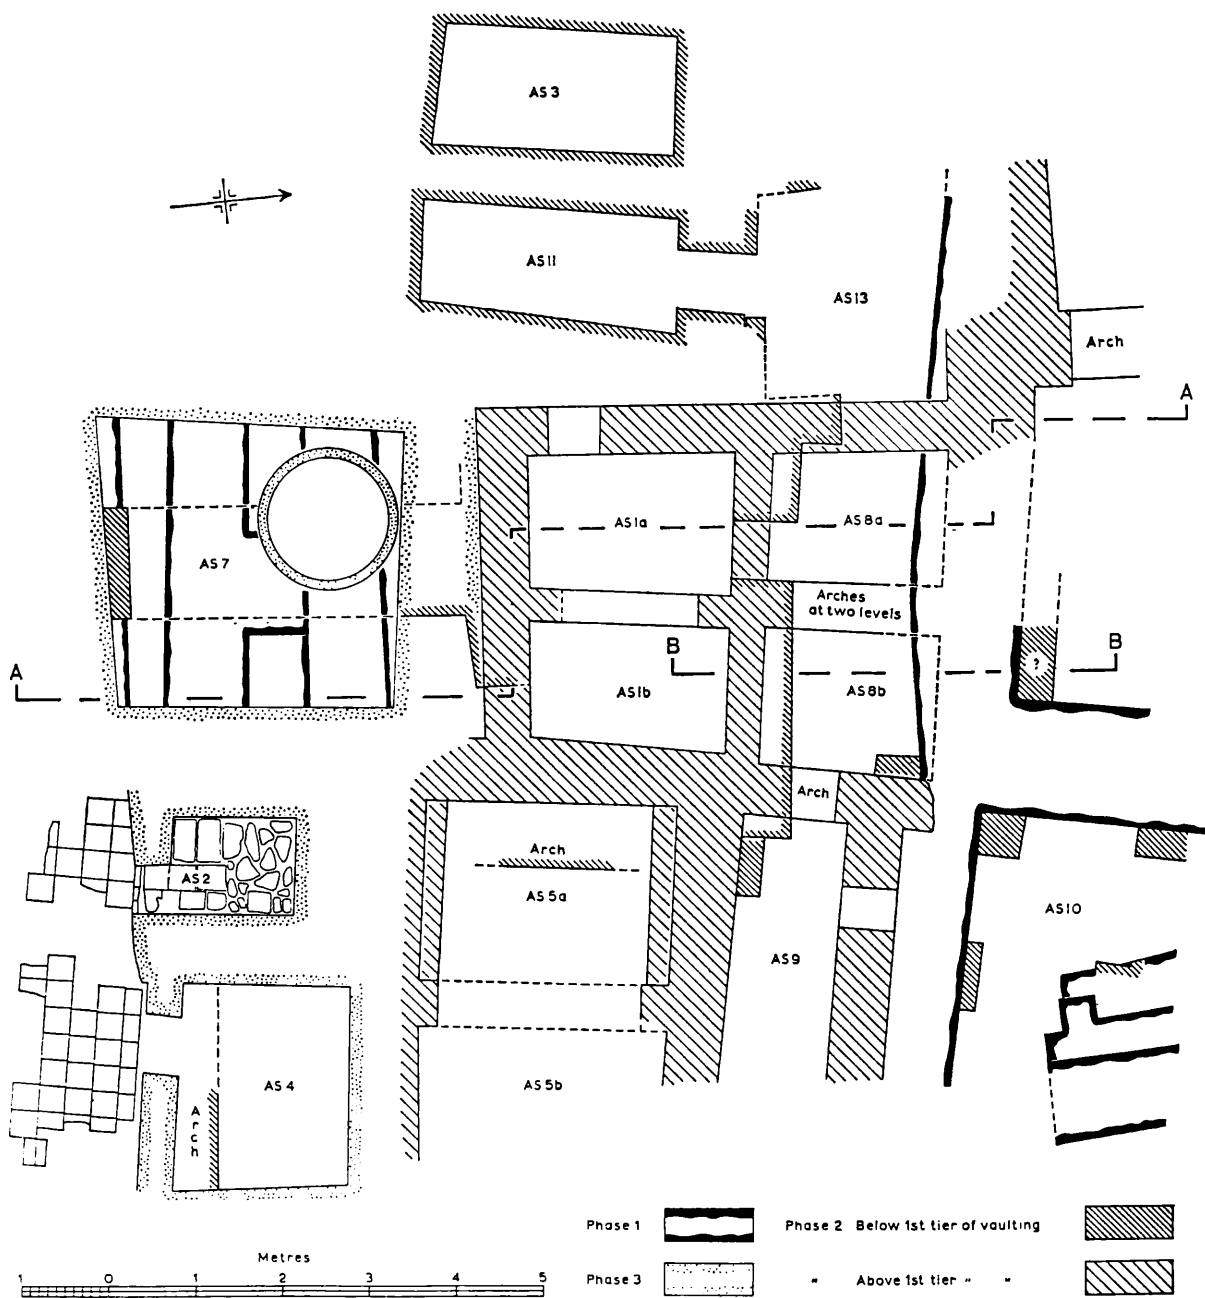 AS3
AS11
AS13
Arch
A
AS1a
AS8a
AS7
Arches
at two levels
B
B
?
A
AS1b
AS8b
Arch
Arch
AS2
AS5a
AS10
AS9
AS4
Arch
AS5b
Phase 1
Phase 2 Below 1st tier of vaulting
Metres
1 0 1 2 3 4 5
Phase 3
" Above 1st tier " "